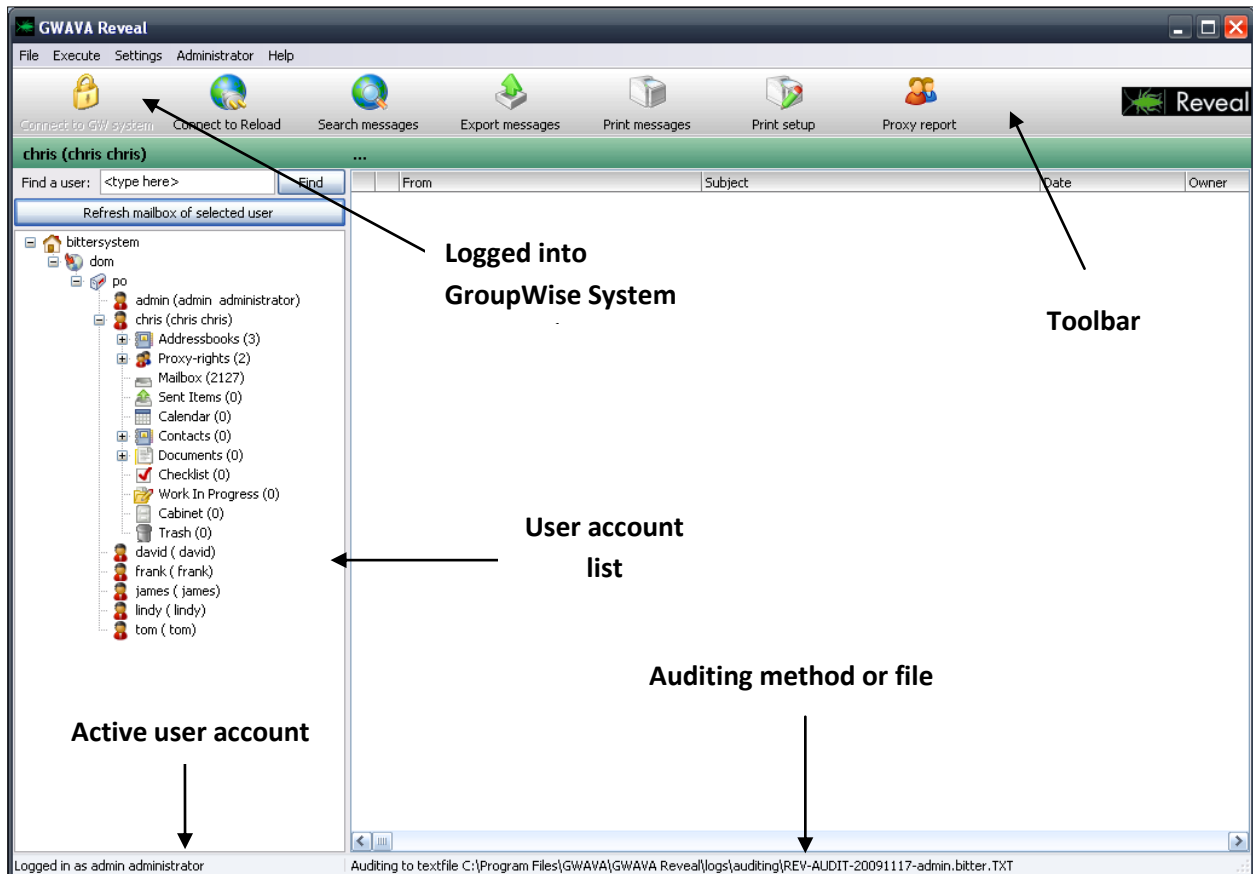 GWAVA Reveal
File Execute Settings Administrator Help
Connect to GW system Connect to Reload Search messages Export messages Print messages Print setup Proxy report Reveal
chris (chris chris) ...
Find a user: <type here> Find From Subject Date Owner
Refresh mailbox of selected user
bittersystem
dom
po
admin (admin administrator)
chris (chris chris)
Addressbooks (3)
Proxy-rights (2)
Mailbox (2127)
Sent Items (0)
Calendar (0)
Contacts (0)
Documents (0)
Checklist (0)
Work In Progress (0)
Cabinet (0)
Trash (0)
david ( david)
frank ( frank)
james ( james)
lindy ( lindy)
tom ( tom)
Logged into
GroupWise System
Toolbar
User account
list
Auditing method or file
Active user account
Logged in as admin administrator Auditing to textfile C:\Program Files\GWAVA\GWAVA Reveal\logs\auditing\REV-AUDIT-20091117-admin.bitter.TXT